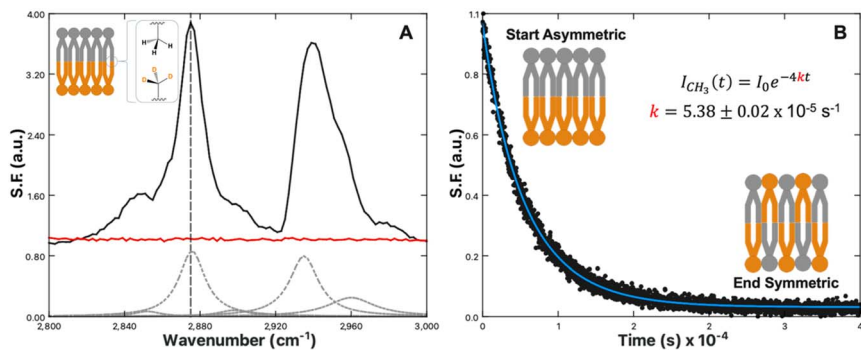 A
4.00
3.20
2.40
1.60
0.80
0
S.F. (a.u.)
H
H
H
D
D
D
2,800
2,840
2,880
2,920
2,960
3,000
Wavenumber (cm⁻¹)
B
1.1
0.8
0.6
0.4
0.2
0
S.F. (a.u.)
Start Asymmetric
I_CH₃(t) = I₀e^(−4kt)
k = 5.38 ± 0.02 x 10⁻⁵ s⁻¹
End Symmetric
0
1
2
3
4
Time (s) x 10⁻⁴